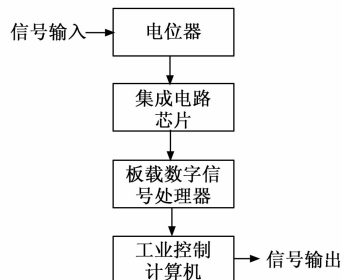 信号输入
电位器
集成电路
芯片
板载数字信
号处理器
工业控制
计算机
信号输出